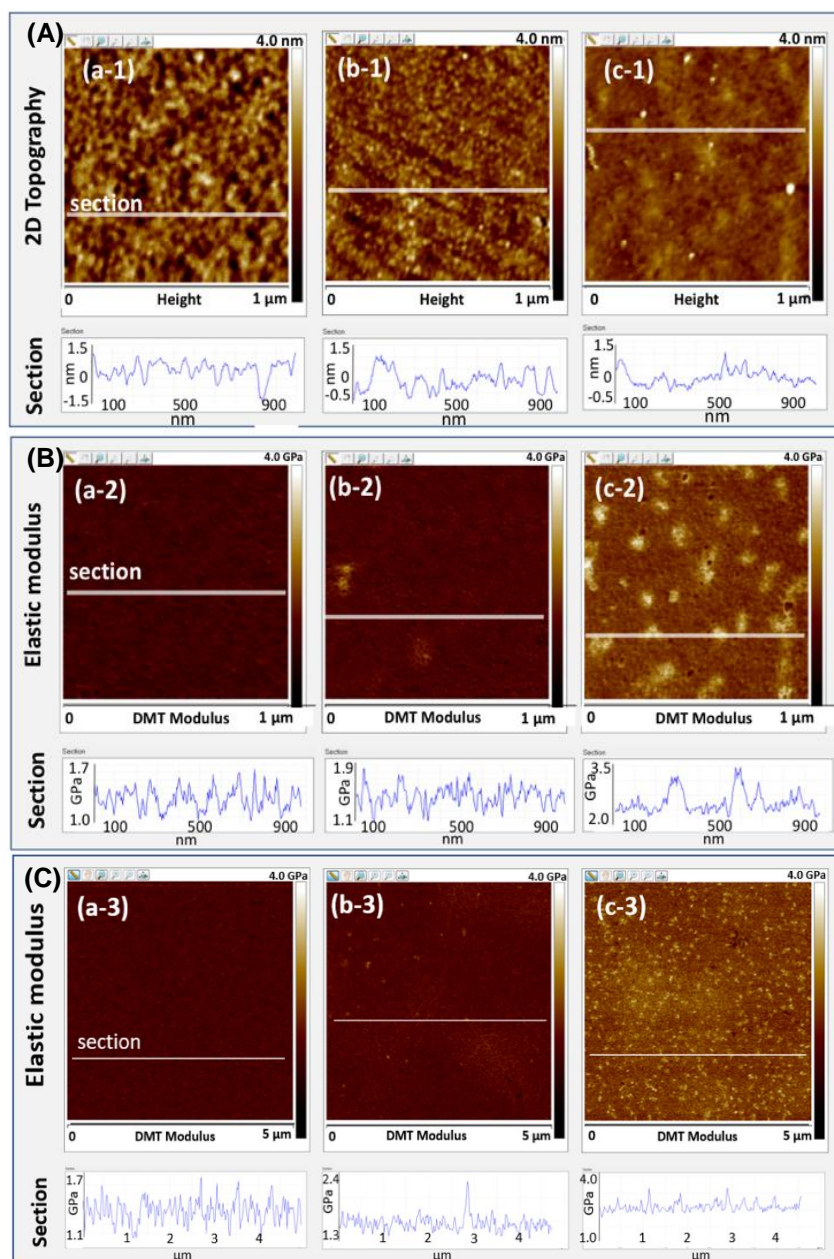 (A)
2D Topography
4.0 nm
4.0 nm
4.0 nm
(a-1)
(b-1)
(c-1)
section
0 Height 1 μm
0 Height 1 μm
0 Height 1 μm
Section
Section
Section
Section
1.5
0
-1.5
nm
100 500 900
nm
1.5
0
-0.5
nm
100 500 900
nm
1.5
0
-0.5
nm
100 500 900
nm
(B)
Elastic modulus
4.0 GPa
4.0 GPa
4.0 GPa
(a-2)
(b-2)
(c-2)
section
0 DMT Modulus 1 μm
0 DMT Modulus 1 μm
0 DMT Modulus 1 μm
Section
Section
Section
Section
1.7
GPa
1.0
100 500 900
nm
1.9
GPa
1.1
100 500 900
nm
3.5
GPa
2.0
100 500 900
nm
(C)
Elastic modulus
4.0 GPa
4.0 GPa
4.0 GPa
(a-3)
(b-3)
(c-3)
section
0 DMT Modulus 5 μm
0 DMT Modulus 5 μm
0 DMT Modulus 5 μm
Section
1.7
GPa
1.1
1 2 3 4
μm
2.4
GPa
1.3
1 2 3 4
μm
4.0
GPa
1.0
1 2 3 4
μm